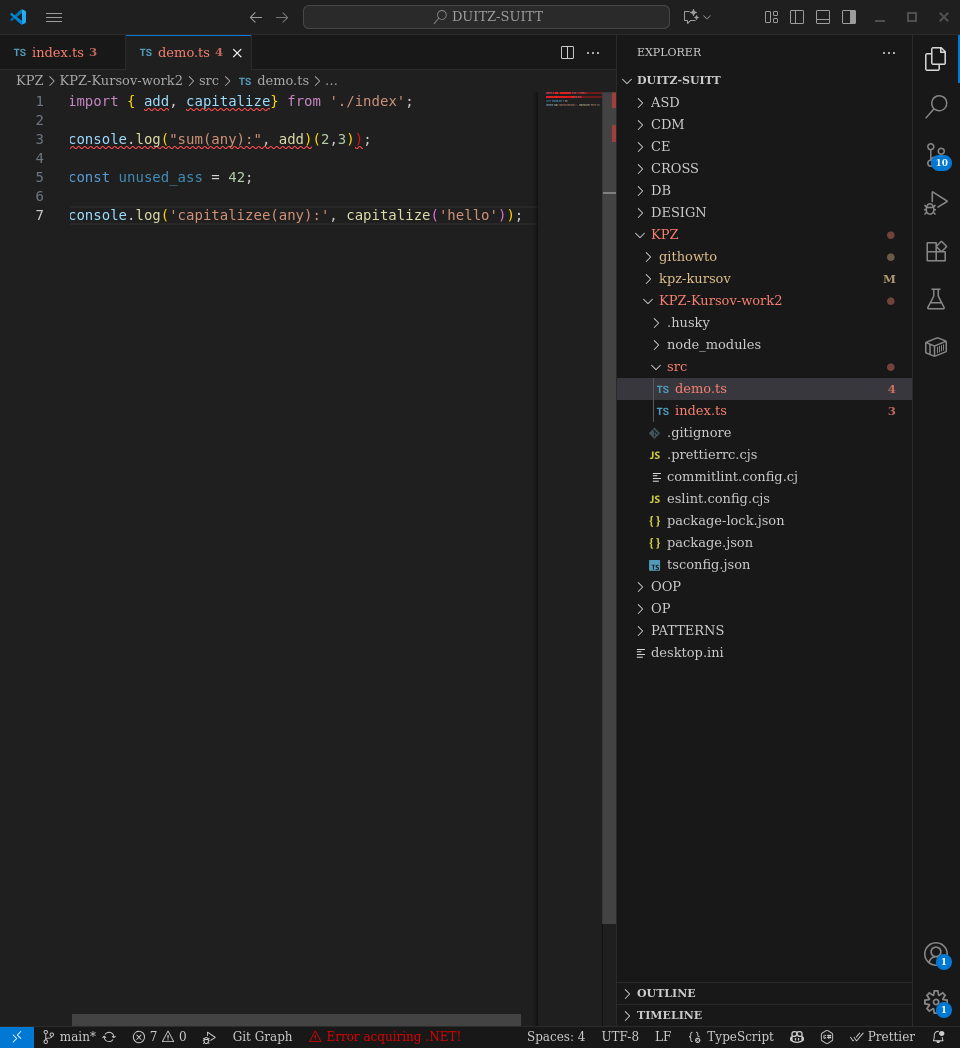 DUITZ-SUITT
TS index.ts 3
TS demo.ts 4
KPZ > KPZ-Kursov-work2 > src > TS demo.ts > ...
1 import { add, capitalize} from './index';
2
3 console.log("sum(any):", add)(2,3));
4
5 const unused_ass = 42;
6
7 console.log('capitalizee(any):', capitalize('hello'));
EXPLORER
DUITZ-SUITT
ASD
CDM
CE
CROSS
DB
DESIGN
KPZ
githowto
kpz-kursov M
KPZ-Kursov-work2
.husky
node_modules
src
TS demo.ts 4
TS index.ts 3
.gitignore
JS .prettierrc.cjs
commitlint.config.cj
JS eslint.config.cjs
{} package-lock.json
{} package.json
TS tsconfig.json
OOP
OP
PATTERNS
desktop.ini
OUTLINE
TIMELINE
10
1
1
main* 7 0 Git Graph Error acquiring .NET! Spaces: 4 UTF-8 LF {} TypeScript Prettier